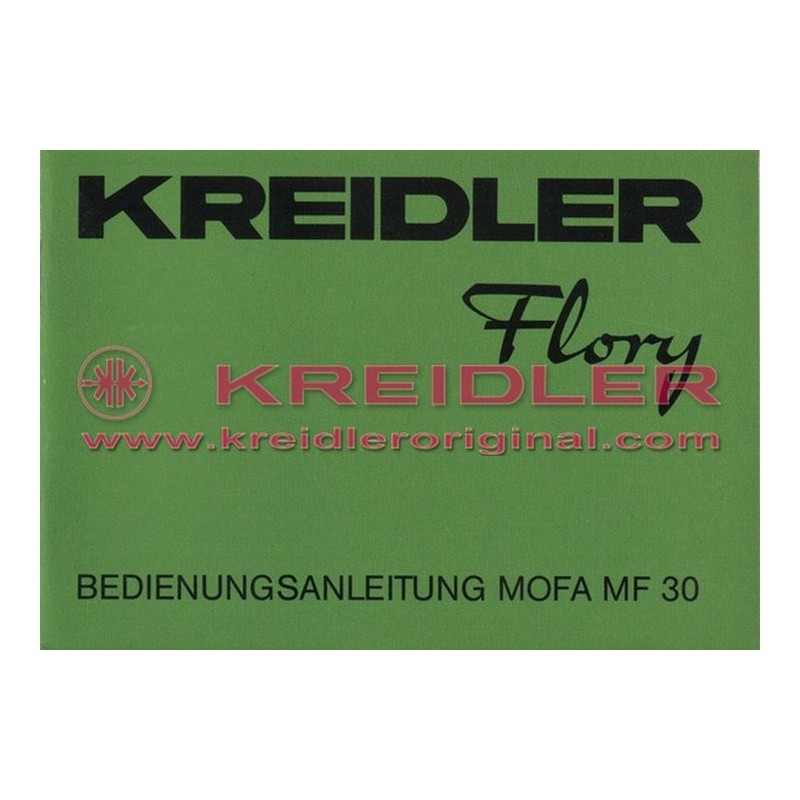 KREIDLER
Flory
KREIDLER
www.kreidleroriginal.com
BEDIENUNGSANLEITUNG MOFA MF 30